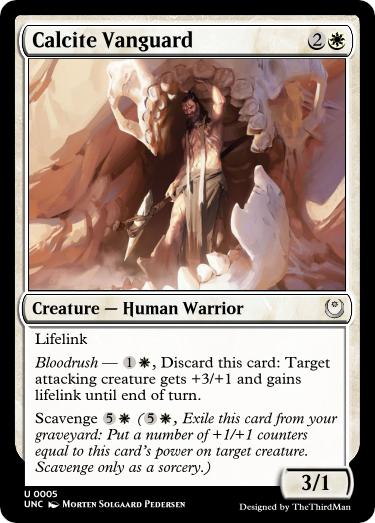 Calcite Vanguard 2
Creature — Human Warrior
Lifelink
Bloodrush — 1, Discard this card: Target
attacking creature gets +3/+1 and gains
lifelink until end of turn.
Scavenge 5 (5, Exile this card from your
graveyard: Put a number of +1/+1 counters
equal to this card's power on target creature.
Scavenge only as a sorcery.)
3/1
U 0005
UNC Morten Solgaard Pedersen
Designed by TheThirdMan